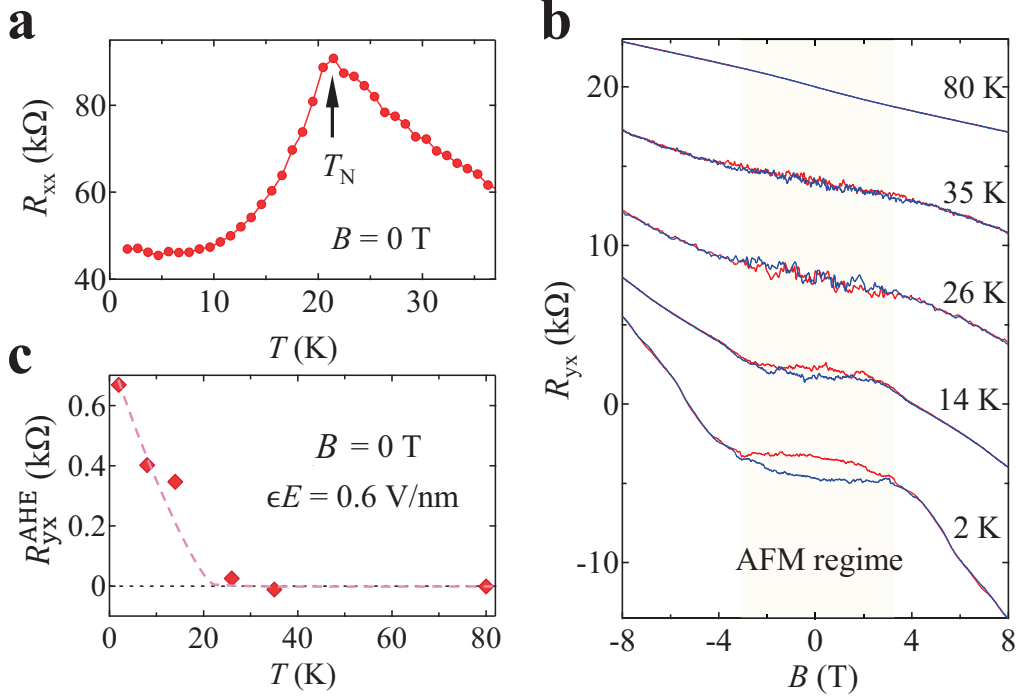 a
80
60
40
R_xx (kΩ)
T_N
B = 0 T
0
10
20
30
T (K)
b
20
10
0
-10
R_yx (kΩ)
80 K
35 K
26 K
14 K
2 K
AFM regime
-8
-4
0
4
8
B (T)
c
0.6
0.4
0.2
0
R_yx^AHE (kΩ)
B = 0 T
ϵE = 0.6 V/nm
0
20
40
60
80
T (K)